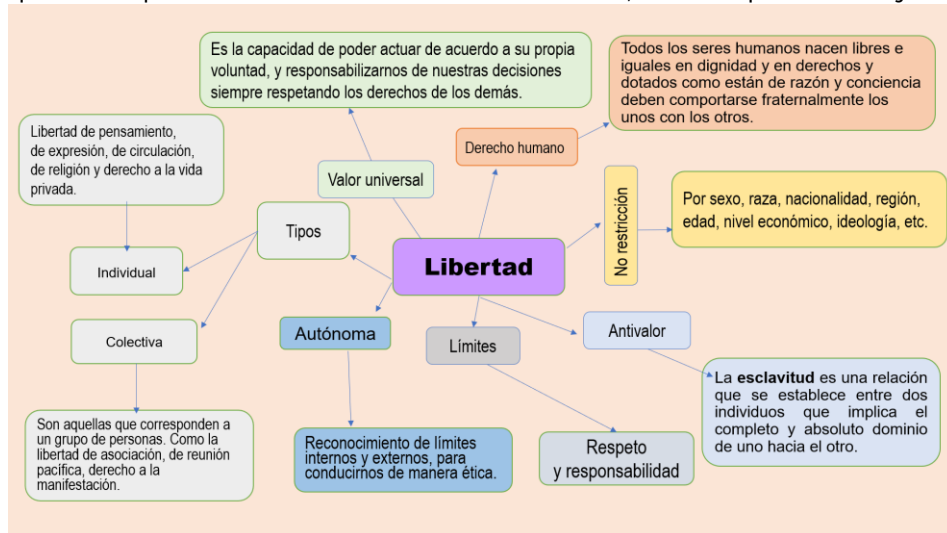 Es la capacidad de poder actuar de acuerdo a su propia
voluntad, y responsabilizarnos de nuestras decisiones
siempre respetando los derechos de los demás.
Todos los seres humanos nacen libres e
iguales en dignidad y en derechos y
dotados como están de razón y conciencia
deben comportarse fraternalmente los
unos con los otros.
Libertad de pensamiento,
de expresión, de circulación,
de religión y derecho a la vida
privada.
Derecho humano
Valor universal
No restricción
Por sexo, raza, nacionalidad, región,
edad, nivel económico, ideología, etc.
Tipos
Libertad
Individual
Colectiva
Autónoma
Límites
Antivalor
La esclavitud es una relación
que se establece entre dos
individuos que implica el
completo y absoluto dominio
de uno hacia el otro.
Son aquellas que corresponden a
un grupo de personas. Como la
libertad de asociación, de reunión
pacífica, derecho a la
manifestación.
Reconocimiento de límites
internos y externos, para
conducirnos de manera ética.
Respeto
y responsabilidad